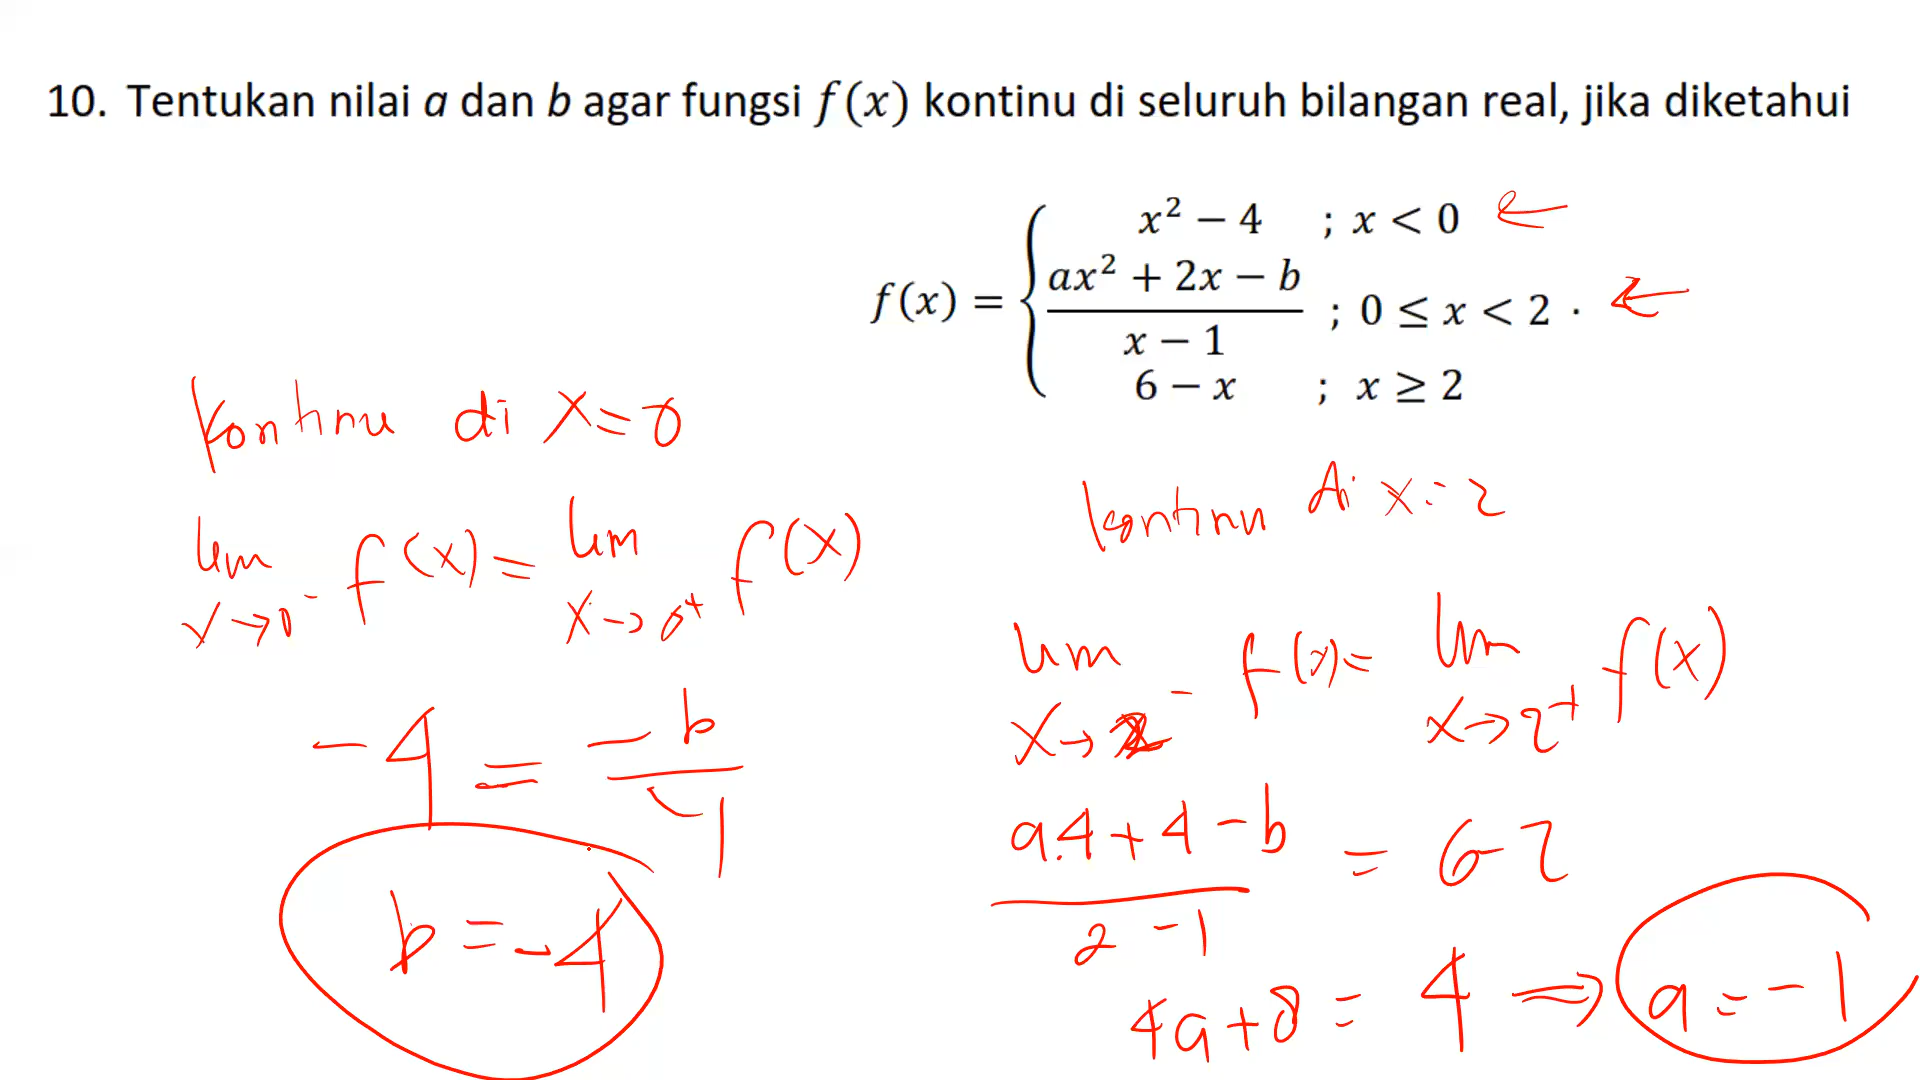 10. Tentukan nilai a dan b agar fungsi f(x) kontinu di seluruh bilangan real, jika diketahui
f(x) = { x² − 4 ; x < 0 ←
(ax² + 2x − b)/(x − 1) ; 0 ≤ x < 2 . ←
6 − x ; x ≥ 2
kontinu di x=0
lim x→0⁻ f(x) = lim x→0⁺ f(x)
-4 = -b/-1
b = -4
kontinu di x=2
lim x→2⁻ f(x) = lim x→2⁺ f(x)
(a.4+4-b)/(2-1) = 6-2
4a+8 = 4 ⇒ a = -1